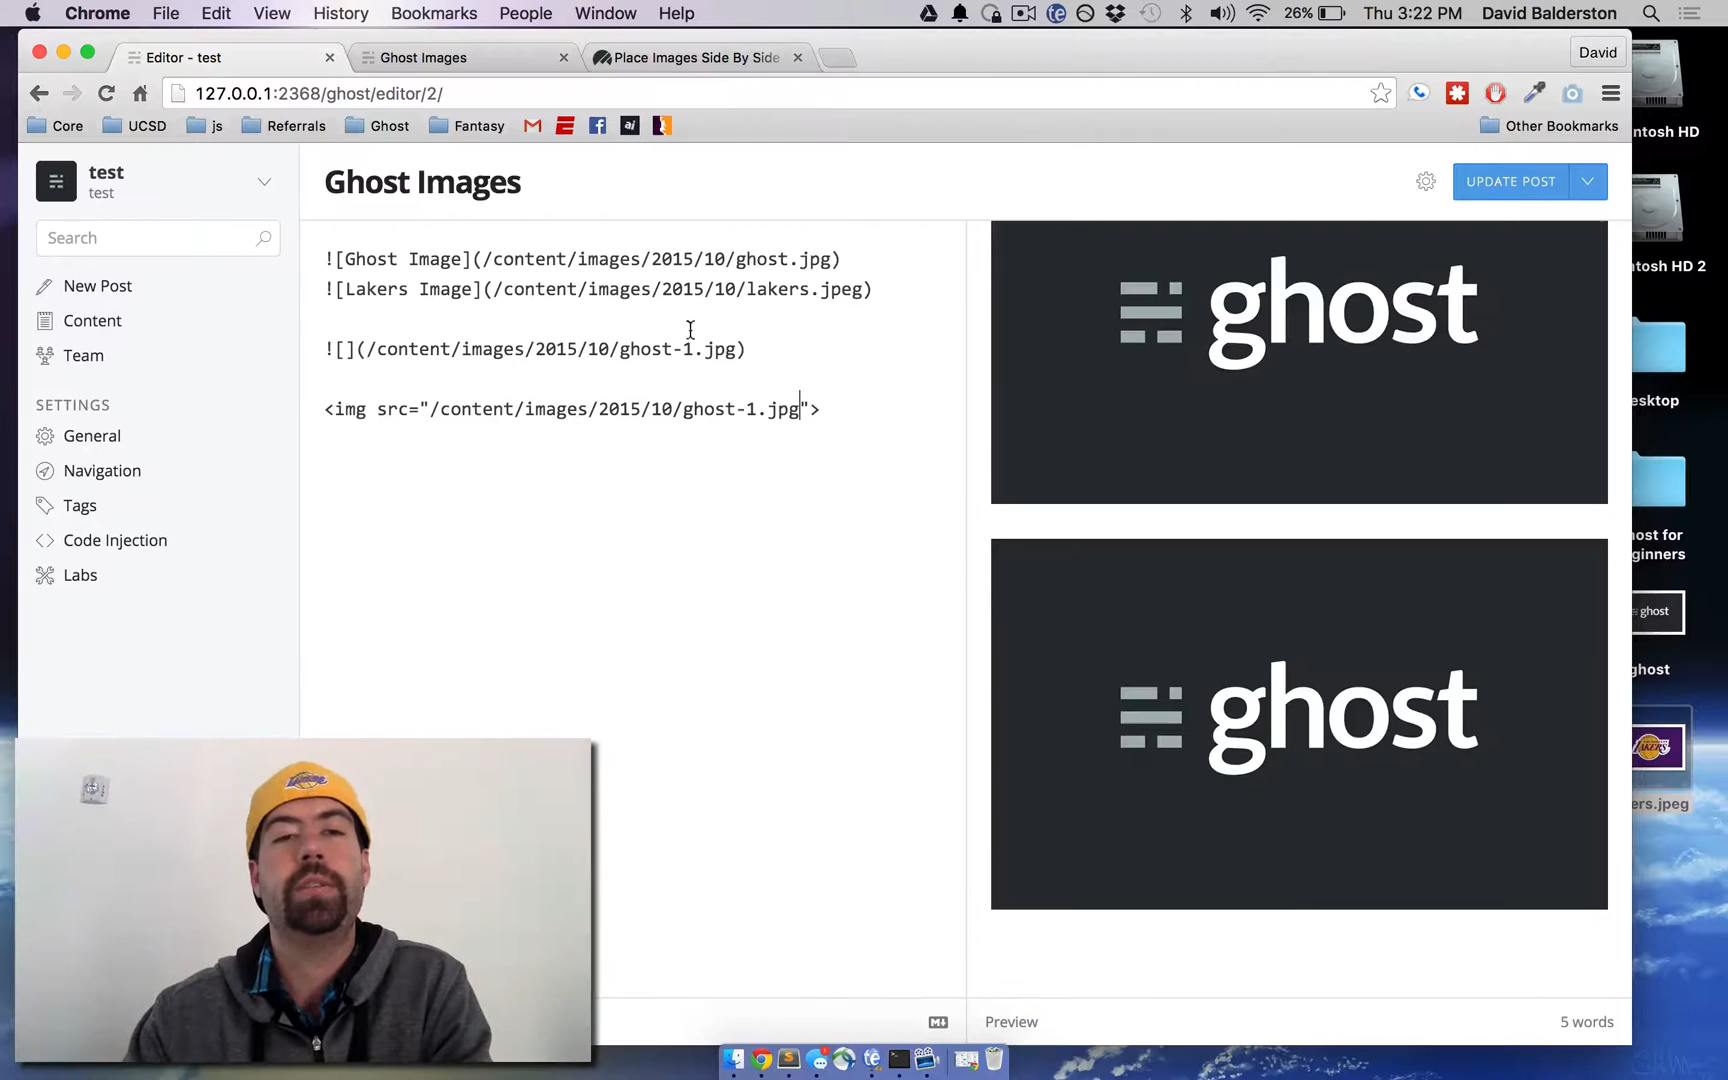 Chrome File Edit View History Bookmarks People Window Help 26% Thu 3:22 PM David Balderston
Editor - test Ghost Images Place Images Side By Side David
127.0.0.1:2368/ghost/editor/2/
Core UCSD js Referrals Ghost Fantasy Other Bookmarks
test
test
Search
New Post
Content
Team
SETTINGS
General
Navigation
Tags
Code Injection
Labs
Ghost Images
UPDATE POST
![Ghost Image](/content/images/2015/10/ghost.jpg)
![Lakers Image](/content/images/2015/10/lakers.jpeg)
![](/content/images/2015/10/ghost-1.jpg)
<img src="/content/images/2015/10/ghost-1.jpg">
ghost
ghost
Preview 5 words
ntosh HD
ntosh HD 2
esktop
ost for
ginners
ghost
ghost
LAKERS
ers.jpeg